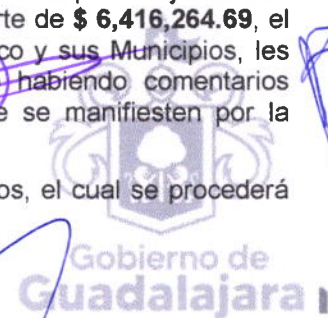 rte de $ 6,416,264.69, el
co y sus Municipios, les
habiendo comentarios
e se manifiesten por la
os, el cual se procederá
Gobierno de
Guadalajara